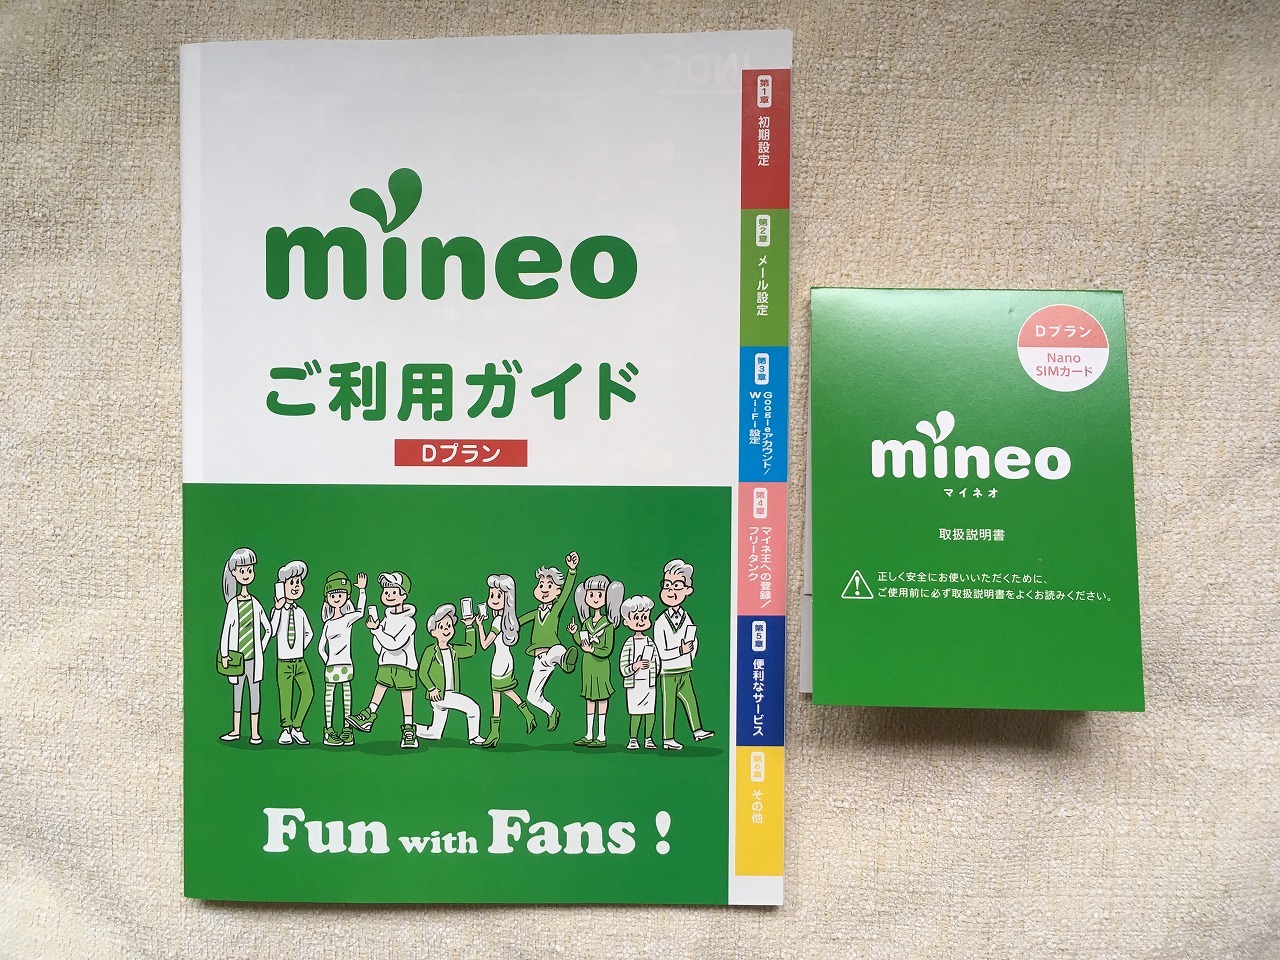 INDEX
mineo
ご利用ガイド
Dプラン
Fun with Fans!
第1章
初期設定
第2章
メール設定
第3章
Googleアカウント/
Wi-Fi設定
第4章
マイネ王への登録/
フリータンク
第5章
便利なサービス
第6章
その他
Dプラン
Nano
SIMカード
mineo
マイネオ
取扱説明書
正しく安全にお使いいただくために、
ご使用前に必ず取扱説明書をよくお読みください。